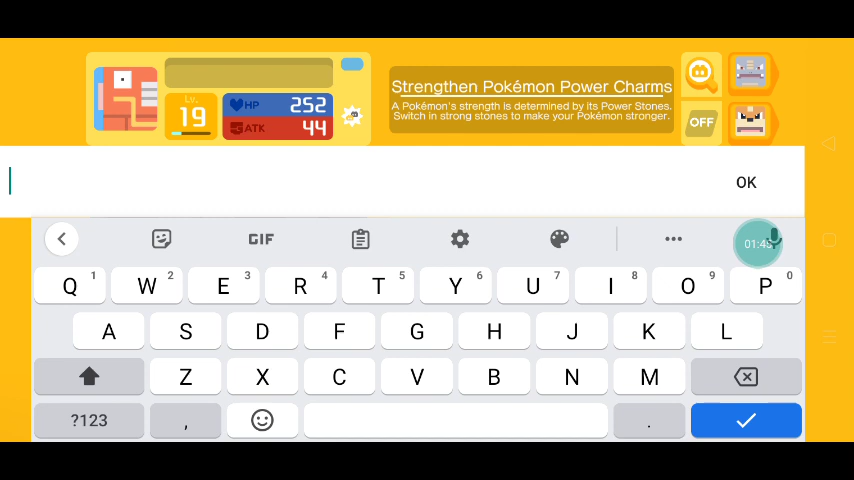 Strengthen Pokémon Power Charms
A Pokémon's strength is determined by its Power Stones.
Switch in strong stones to make your Pokémon stronger.
Lv.
19
HP 252
ATK 44
OFF
OK
GIF
01:48
Q 1 W 2 E 3 R 4 T 5 Y 6 U 7 I 8 O 9 P 0
A S D F G H J K L
Z X C V B N M
?123 , .